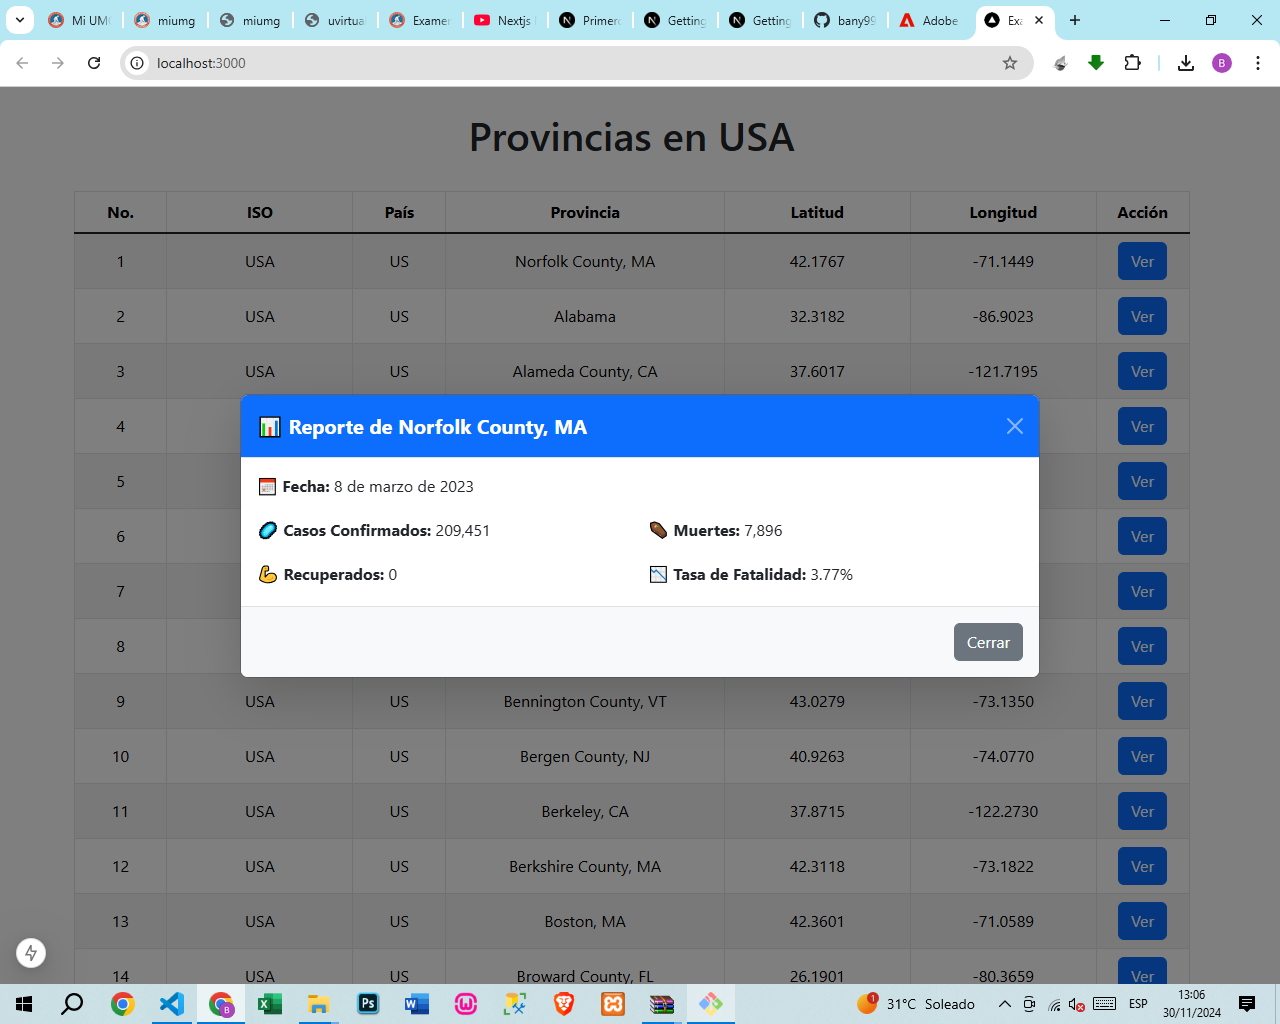 Mi UM
miumg
miumg
uvirtual
Examen
Nextjs
Primero
Getting
Getting
bany99
Adobe
Exa
localhost:3000
B
Provincias en USA
No. ISO País Provincia Latitud Longitud Acción
1 USA US Norfolk County, MA 42.1767 -71.1449 Ver
2 USA US Alabama 32.3182 -86.9023 Ver
3 USA US Alameda County, CA 37.6017 -121.7195 Ver
4 Ver
5 Ver
6 Ver
7 Ver
8 Ver
Reporte de Norfolk County, MA
Fecha: 8 de marzo de 2023
Casos Confirmados: 209,451 Muertes: 7,896
Recuperados: 0 Tasa de Fatalidad: 3.77%
Cerrar
9 USA US Bennington County, VT 43.0279 -73.1350 Ver
10 USA US Bergen County, NJ 40.9263 -74.0770 Ver
11 USA US Berkeley, CA 37.8715 -122.2730 Ver
12 USA US Berkshire County, MA 42.3118 -73.1822 Ver
13 USA US Boston, MA 42.3601 -71.0589 Ver
14 USA US Broward County, FL 26.1901 -80.3659 Ver
31°C Soleado
ESP
13:06
30/11/2024